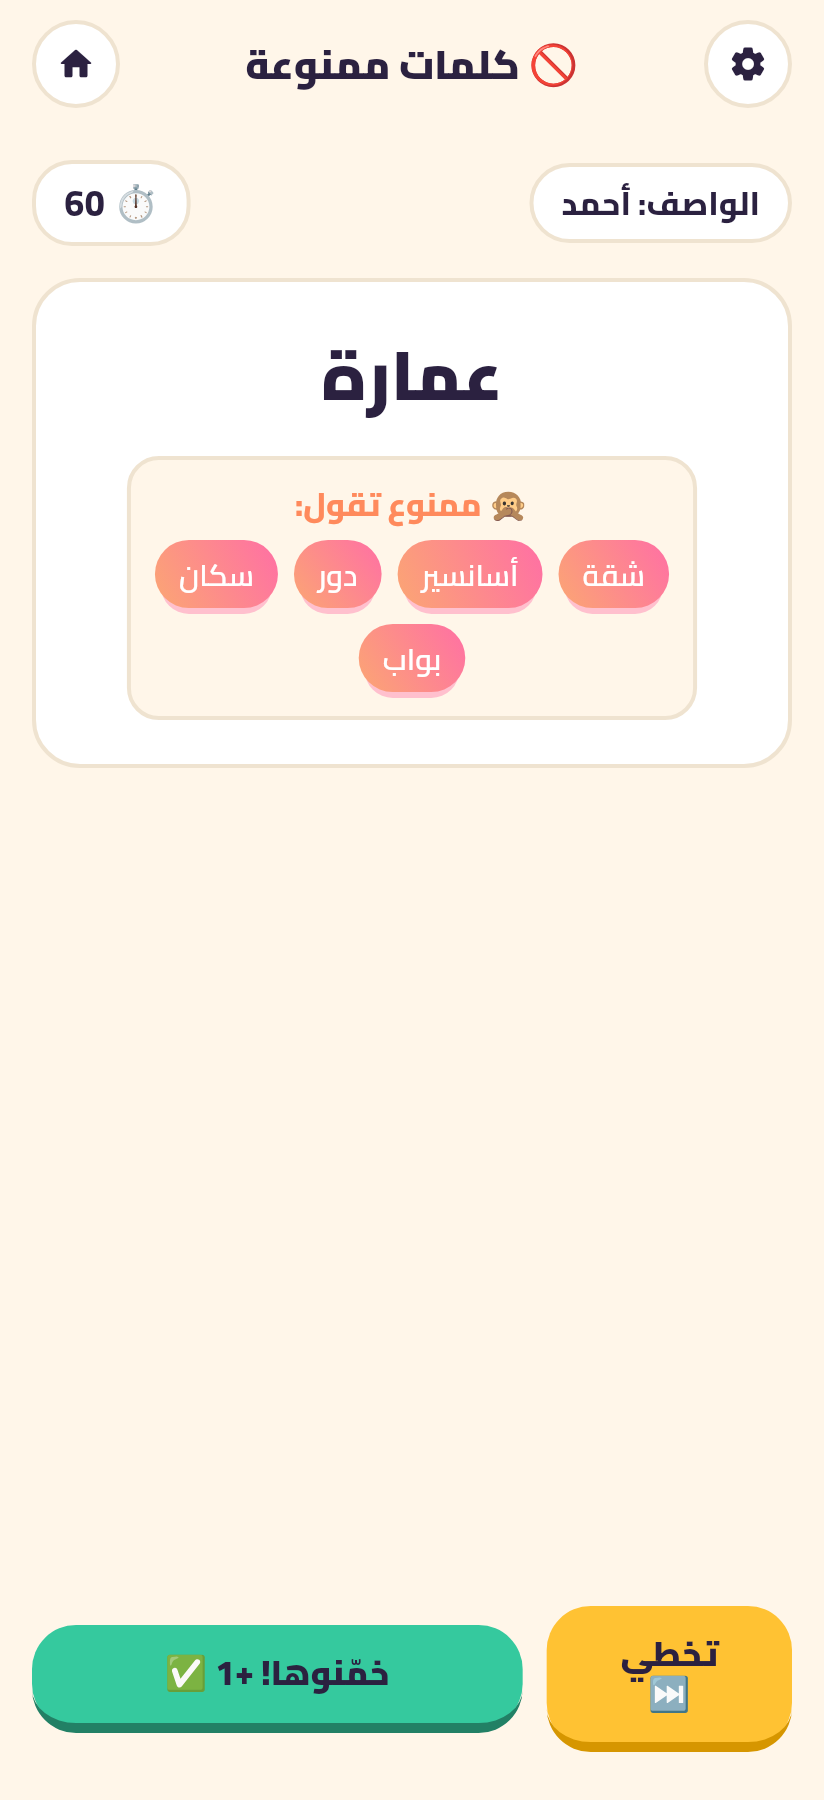 🚫 كلمات ممنوعة
الواصف: أحمد
⏱️ 60
عمارة
🙊 ممنوع تقول:
شقة أسانسير دور سكان
بواب
تخطي
⏭️
خمّنوها! +1 ✅